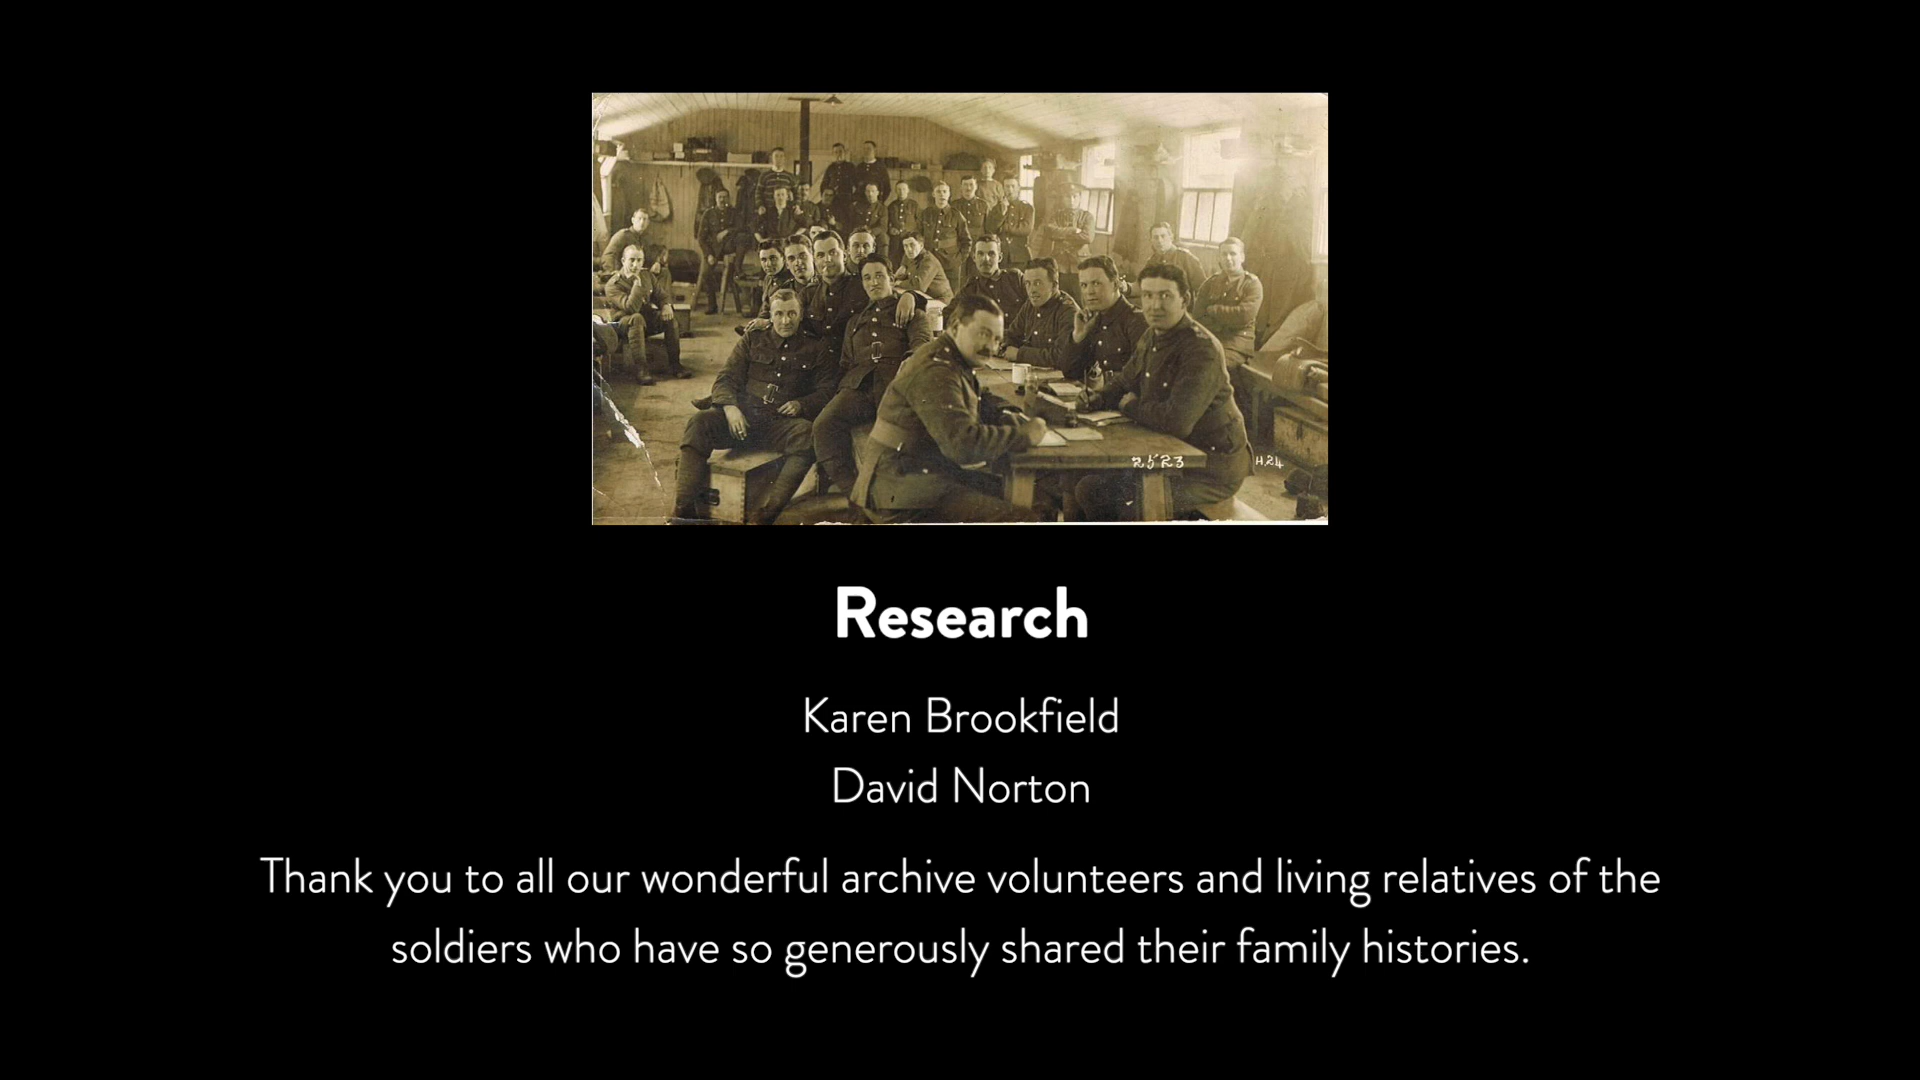 2523
H.24
Research
Karen Brookfield
David Norton
Thank you to all our wonderful archive volunteers and living relatives of the
soldiers who have so generously shared their family histories.